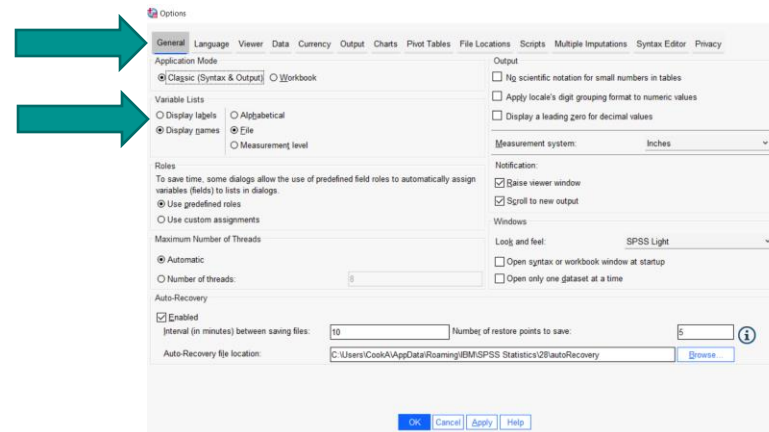 Options
General Language Viewer Data Currency Output Charts Pivot Tables File Locations Scripts Multiple Imputations Syntax Editor Privacy
Application Mode
Classic (Syntax & Output) Workbook
Variable Lists
Display labels Alphabetical
Display names File
Measurement level
Roles
To save time, some dialogs allow the use of predefined field roles to automatically assign
variables (fields) to lists in dialogs.
Use predefined roles
Use custom assignments
Maximum Number of Threads
Automatic
Number of threads: 8
Output
No scientific notation for small numbers in tables
Apply locale's digit grouping format to numeric values
Display a leading zero for decimal values
Measurement system: Inches
Notification:
Raise viewer window
Scroll to new output
Windows
Look and feel: SPSS Light
Open syntax or workbook window at startup
Open only one dataset at a time
Auto-Recovery
Enabled
Interval (in minutes) between saving files: 10 Number of restore points to save: 5
Auto-Recovery file location: C:\Users\CookA\AppData\Roaming\IBM\SPSS Statistics\28\autoRecovery Browse...
OK Cancel Apply Help